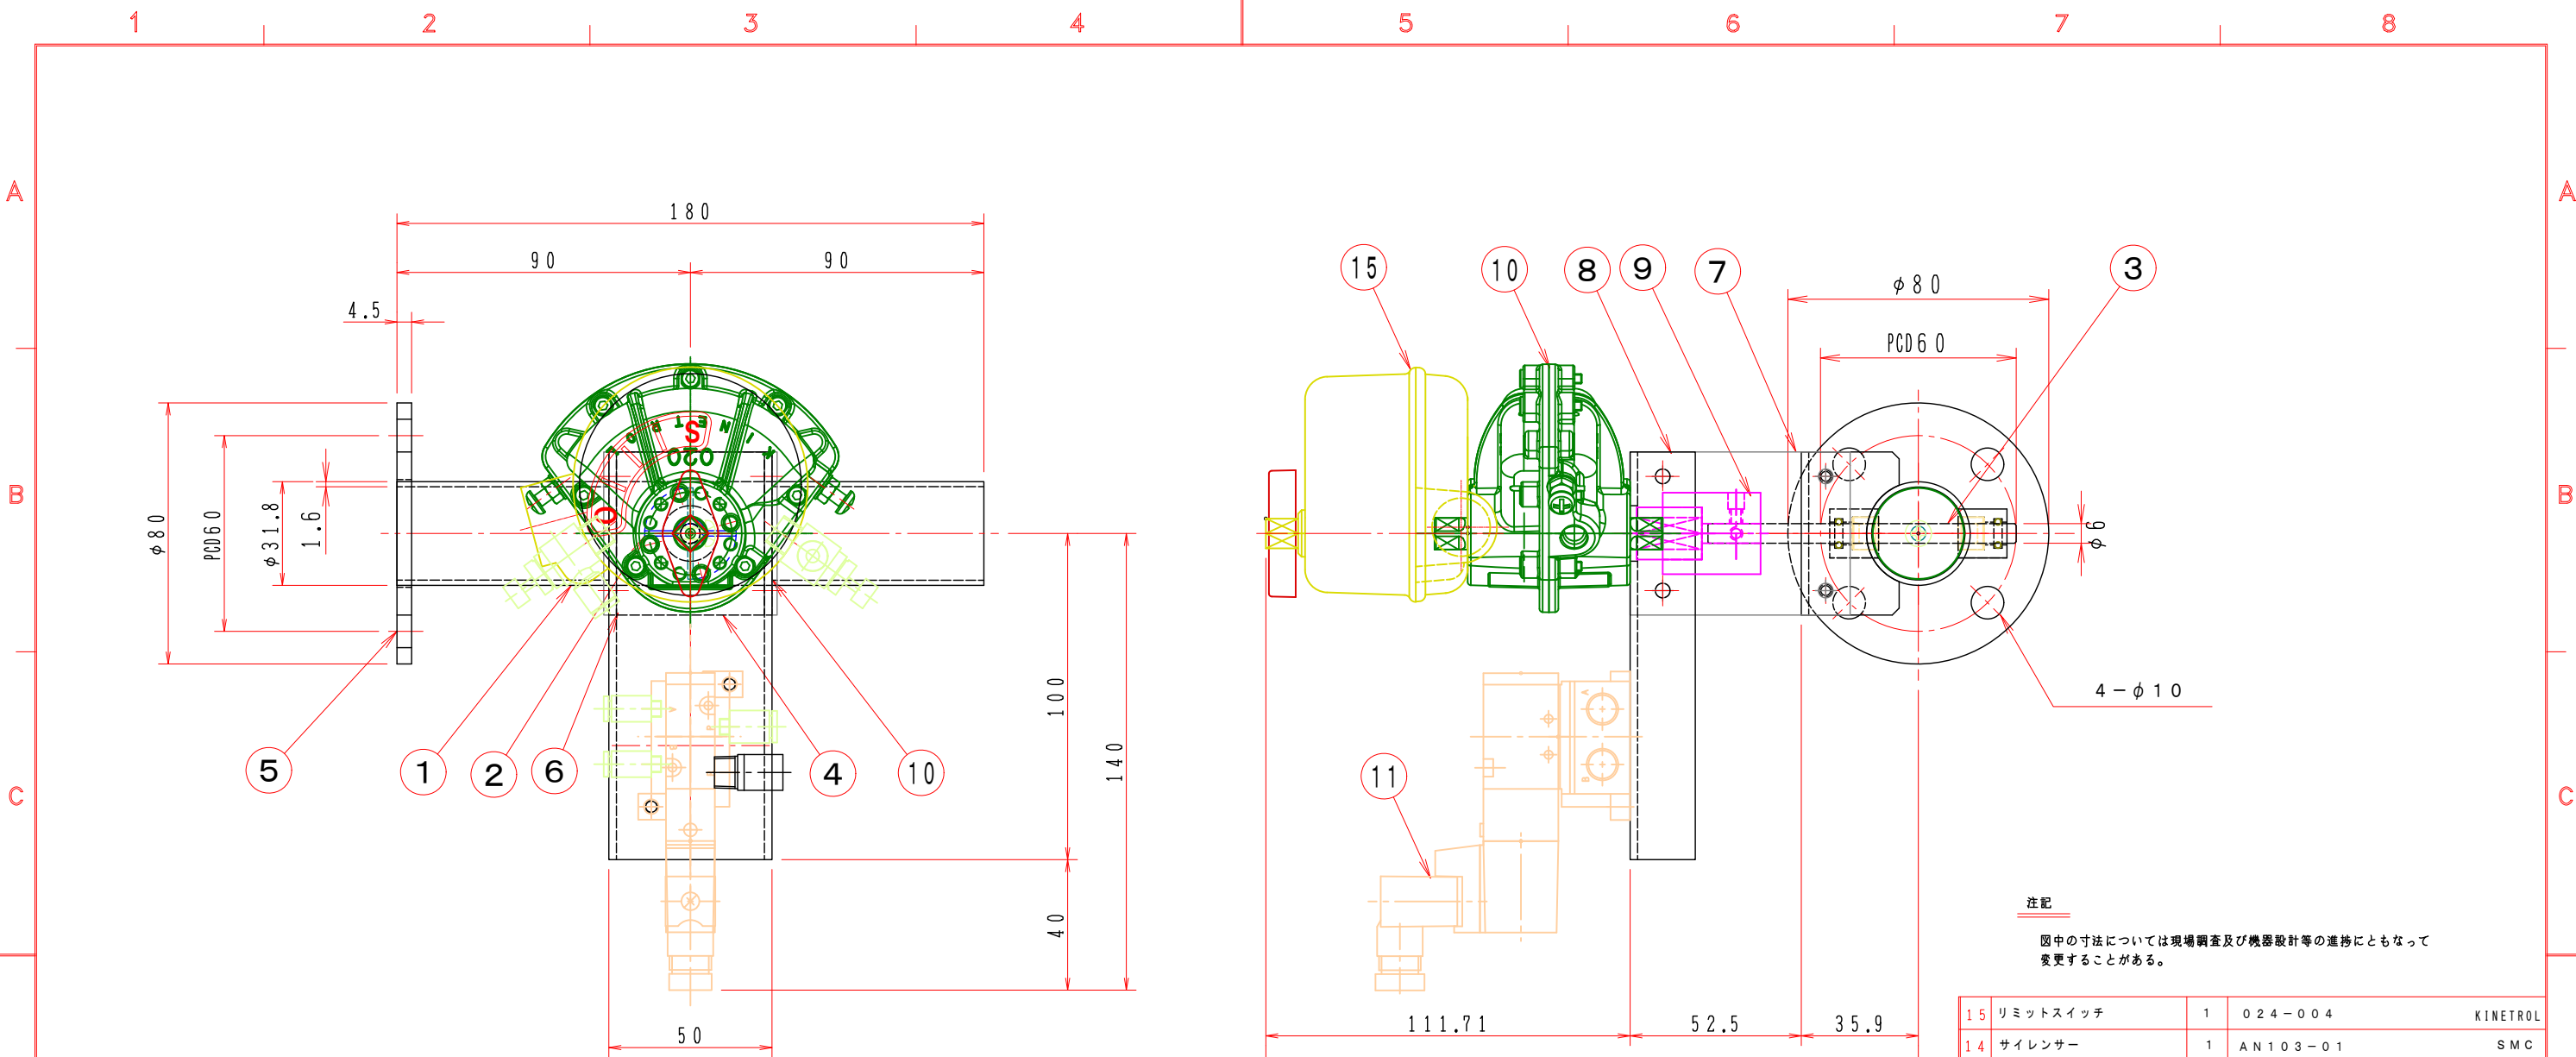 1 2 3 4 5 6 7 8
A A
180
90 90
4.5
15 10 8 9 7 3
φ80
PCD60
KINETROL
S
020
O
B B
φ80
PCD60
φ31.8
1.6
φ6
4-φ10
100
140
5 1 2 6 4 10
11
A
B
C C
40
50
111.71 52.5 35.9
注記
図中の寸法については現場調査及び機器設計等の進捗にともなって
変更することがある。
15 リミットスイッチ 1 024-004 KINETROL
14 サイレンサー 1 AN103-01 SMC